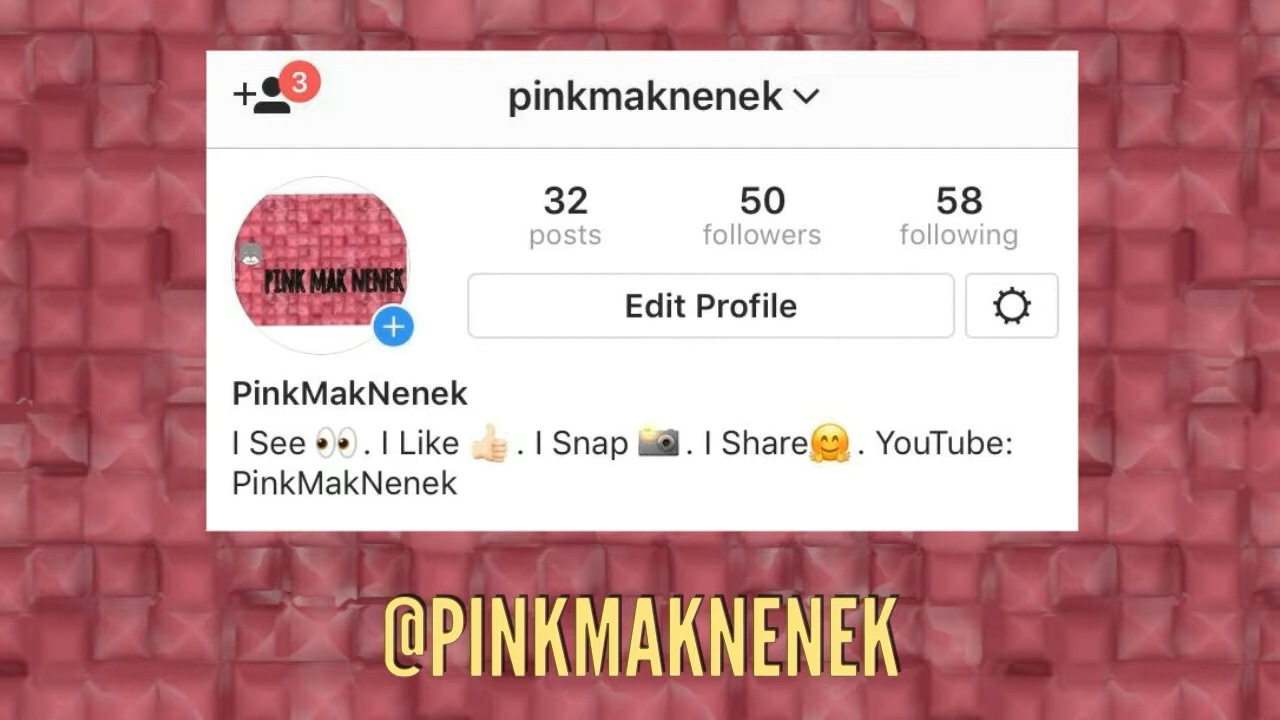 3
pinkmaknenek
32 50 58
posts followers following
PINK MAK NENEK
Edit Profile
PinkMakNenek
I See 👀. I Like 👍🏻. I Snap 📷. I Share🤗. YouTube:
PinkMakNenek
@PINKMAKNENEK